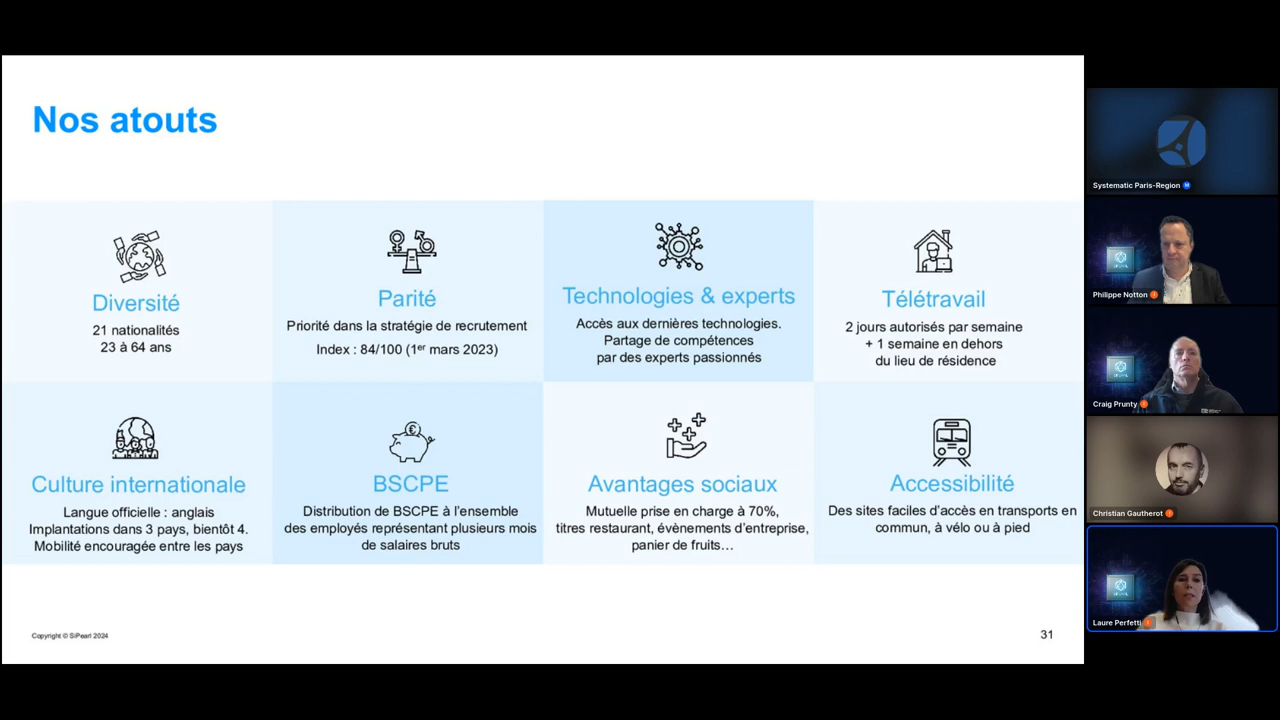 Nos atouts
Diversité
21 nationalités
23 à 64 ans
Parité
Priorité dans la stratégie de recrutement
Index : 84/100 (1er mars 2023)
Technologies & experts
Accès aux dernières technologies.
Partage de compétences
par des experts passionnés
Télétravail
2 jours autorisés par semaine
+ 1 semaine en dehors
du lieu de résidence
Culture internationale
Langue officielle : anglais
Implantations dans 3 pays, bientôt 4.
Mobilité encouragée entre les pays
BSCPE
Distribution de BSCPE à l’ensemble
des employés représentant plusieurs mois
de salaires bruts
Avantages sociaux
Mutuelle prise en charge à 70%,
titres restaurant, évènements d’entreprise,
panier de fruits…
Accessibilité
Des sites faciles d’accès en transports en
commun, à vélo ou à pied
Copyright © SiPearl 2024
31
Systematic Paris-Region
Philippe Notton
Craig Prunty
Christian Gautherot
Laure Perfetti